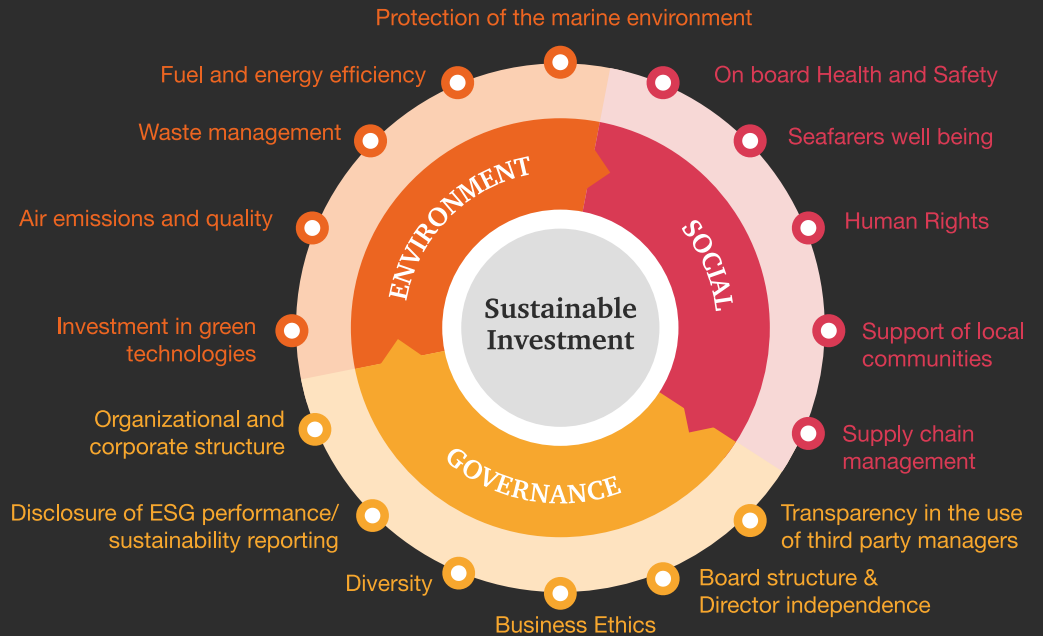 Protection of the marine environment
Fuel and energy efficiency
On board Health and Safety
Waste management
Seafarers well being
Air emissions and quality
Human Rights
Investment in green
technologies
Support of local
communities
Organizational and
corporate structure
Supply chain
management
Disclosure of ESG performance/
sustainability reporting
Transparency in the use
of third party managers
Diversity
Board structure &
Director independence
Business Ethics
ENVIRONMENT
SOCIAL
GOVERNANCE
Sustainable
Investment